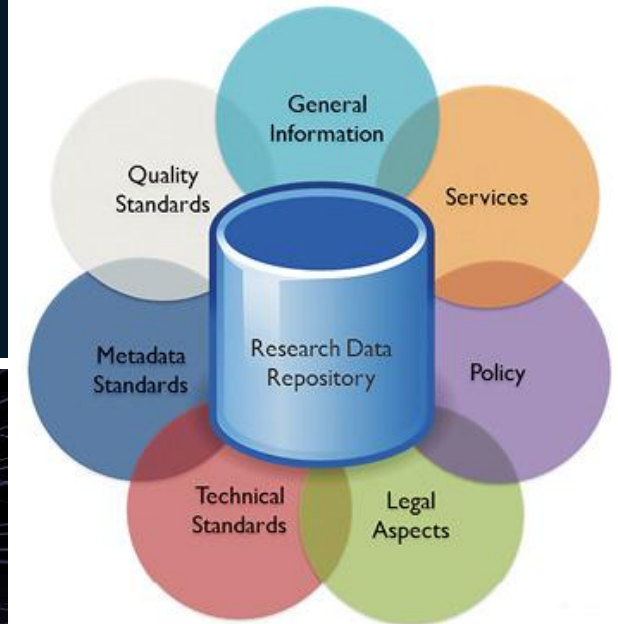 General
Information
Quality
Standards
Services
Metadata
Standards
Research Data
Repository
Policy
Technical
Standards
Legal
Aspects